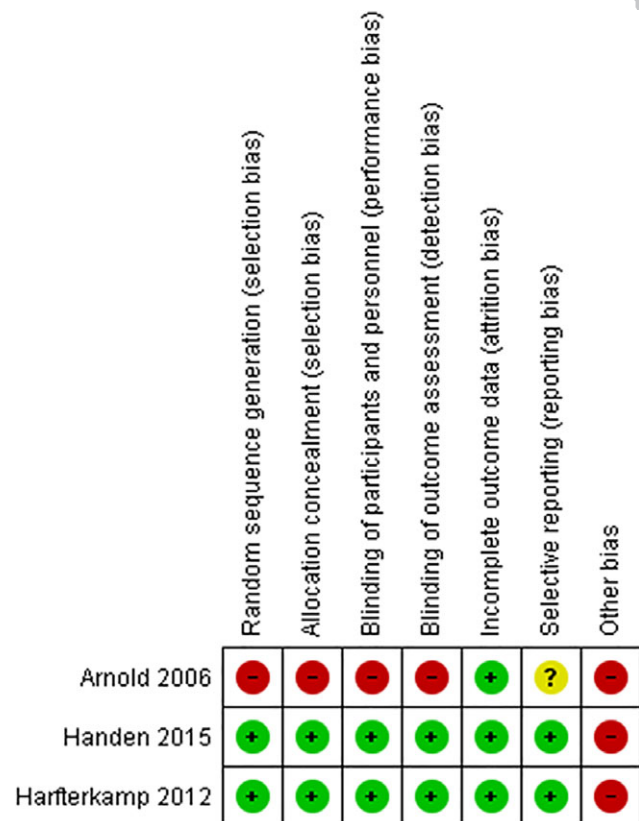 Random sequence generation (selection bias)
Allocation concealment (selection bias)
Blinding of participants and personnel (performance bias)
Blinding of outcome assessment (detection bias)
Incomplete outcome data (attrition bias)
Selective reporting (reporting bias)
Other bias
Arnold 2006 - - - - + ? -
Handen 2015 + + + + + + -
Harfterkamp 2012 + + + + + + -